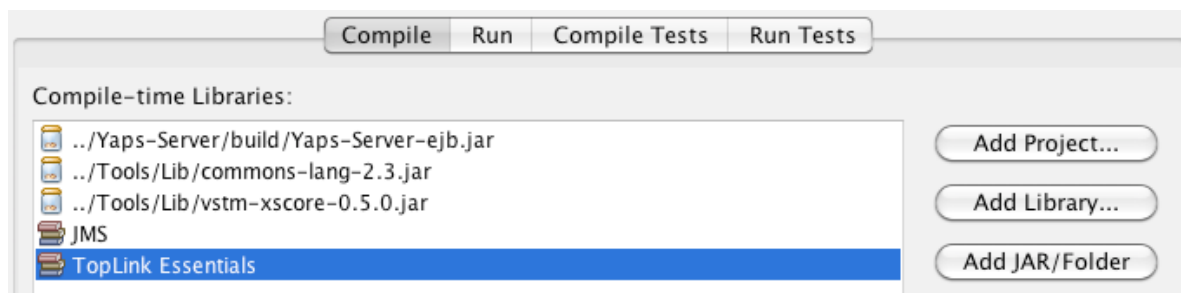 Compile Run Compile Tests Run Tests
Compile-time Libraries:
../Yaps-Server/build/Yaps-Server-ejb.jar
../Tools/Lib/commons-lang-2.3.jar
../Tools/Lib/vstm-xscore-0.5.0.jar
JMS
TopLink Essentials
Add Project...
Add Library...
Add JAR/Folder